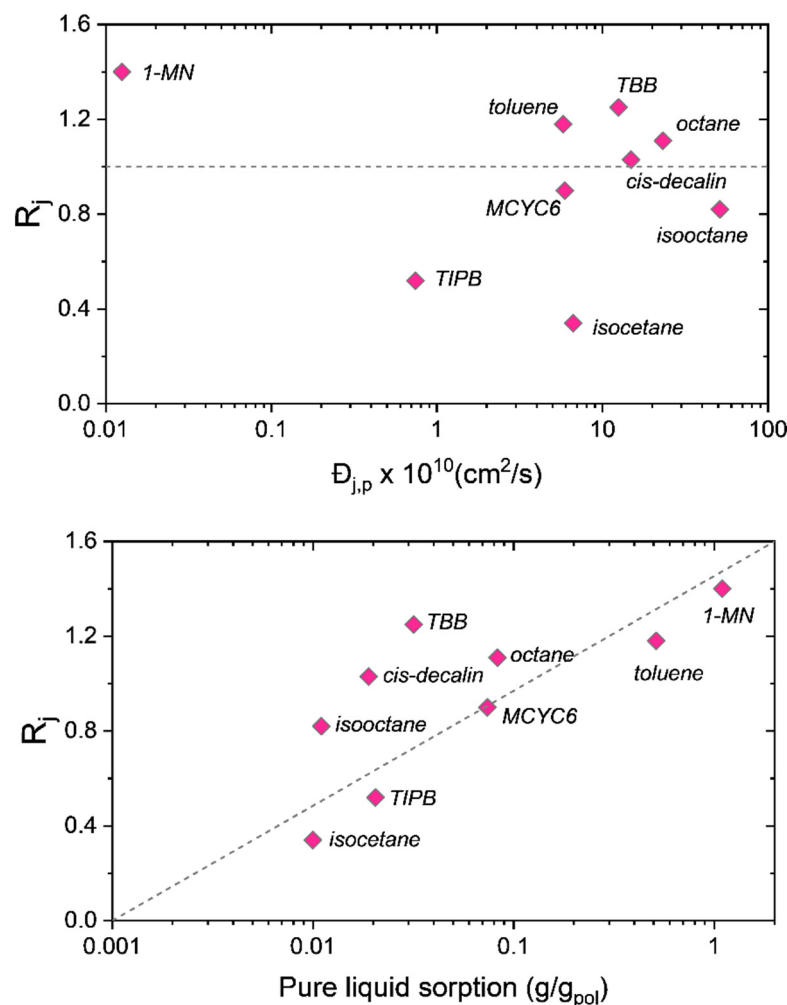 1.6
1-MN
TBB
toluene
octane
1.2
cis-decalin
R_j
MCYC6
0.8
isooctane
TIPB
0.4
isocetane
0.0
0.01 0.1 1 10 100
Đ_j,p x 10^10(cm^2/s)
1.6
1-MN
TBB
1.2
octane
toluene
cis-decalin
R_j
MCYC6
0.8
isooctane
TIPB
0.4
isocetane
0.0
0.001 0.01 0.1 1
Pure liquid sorption (g/g_pol)